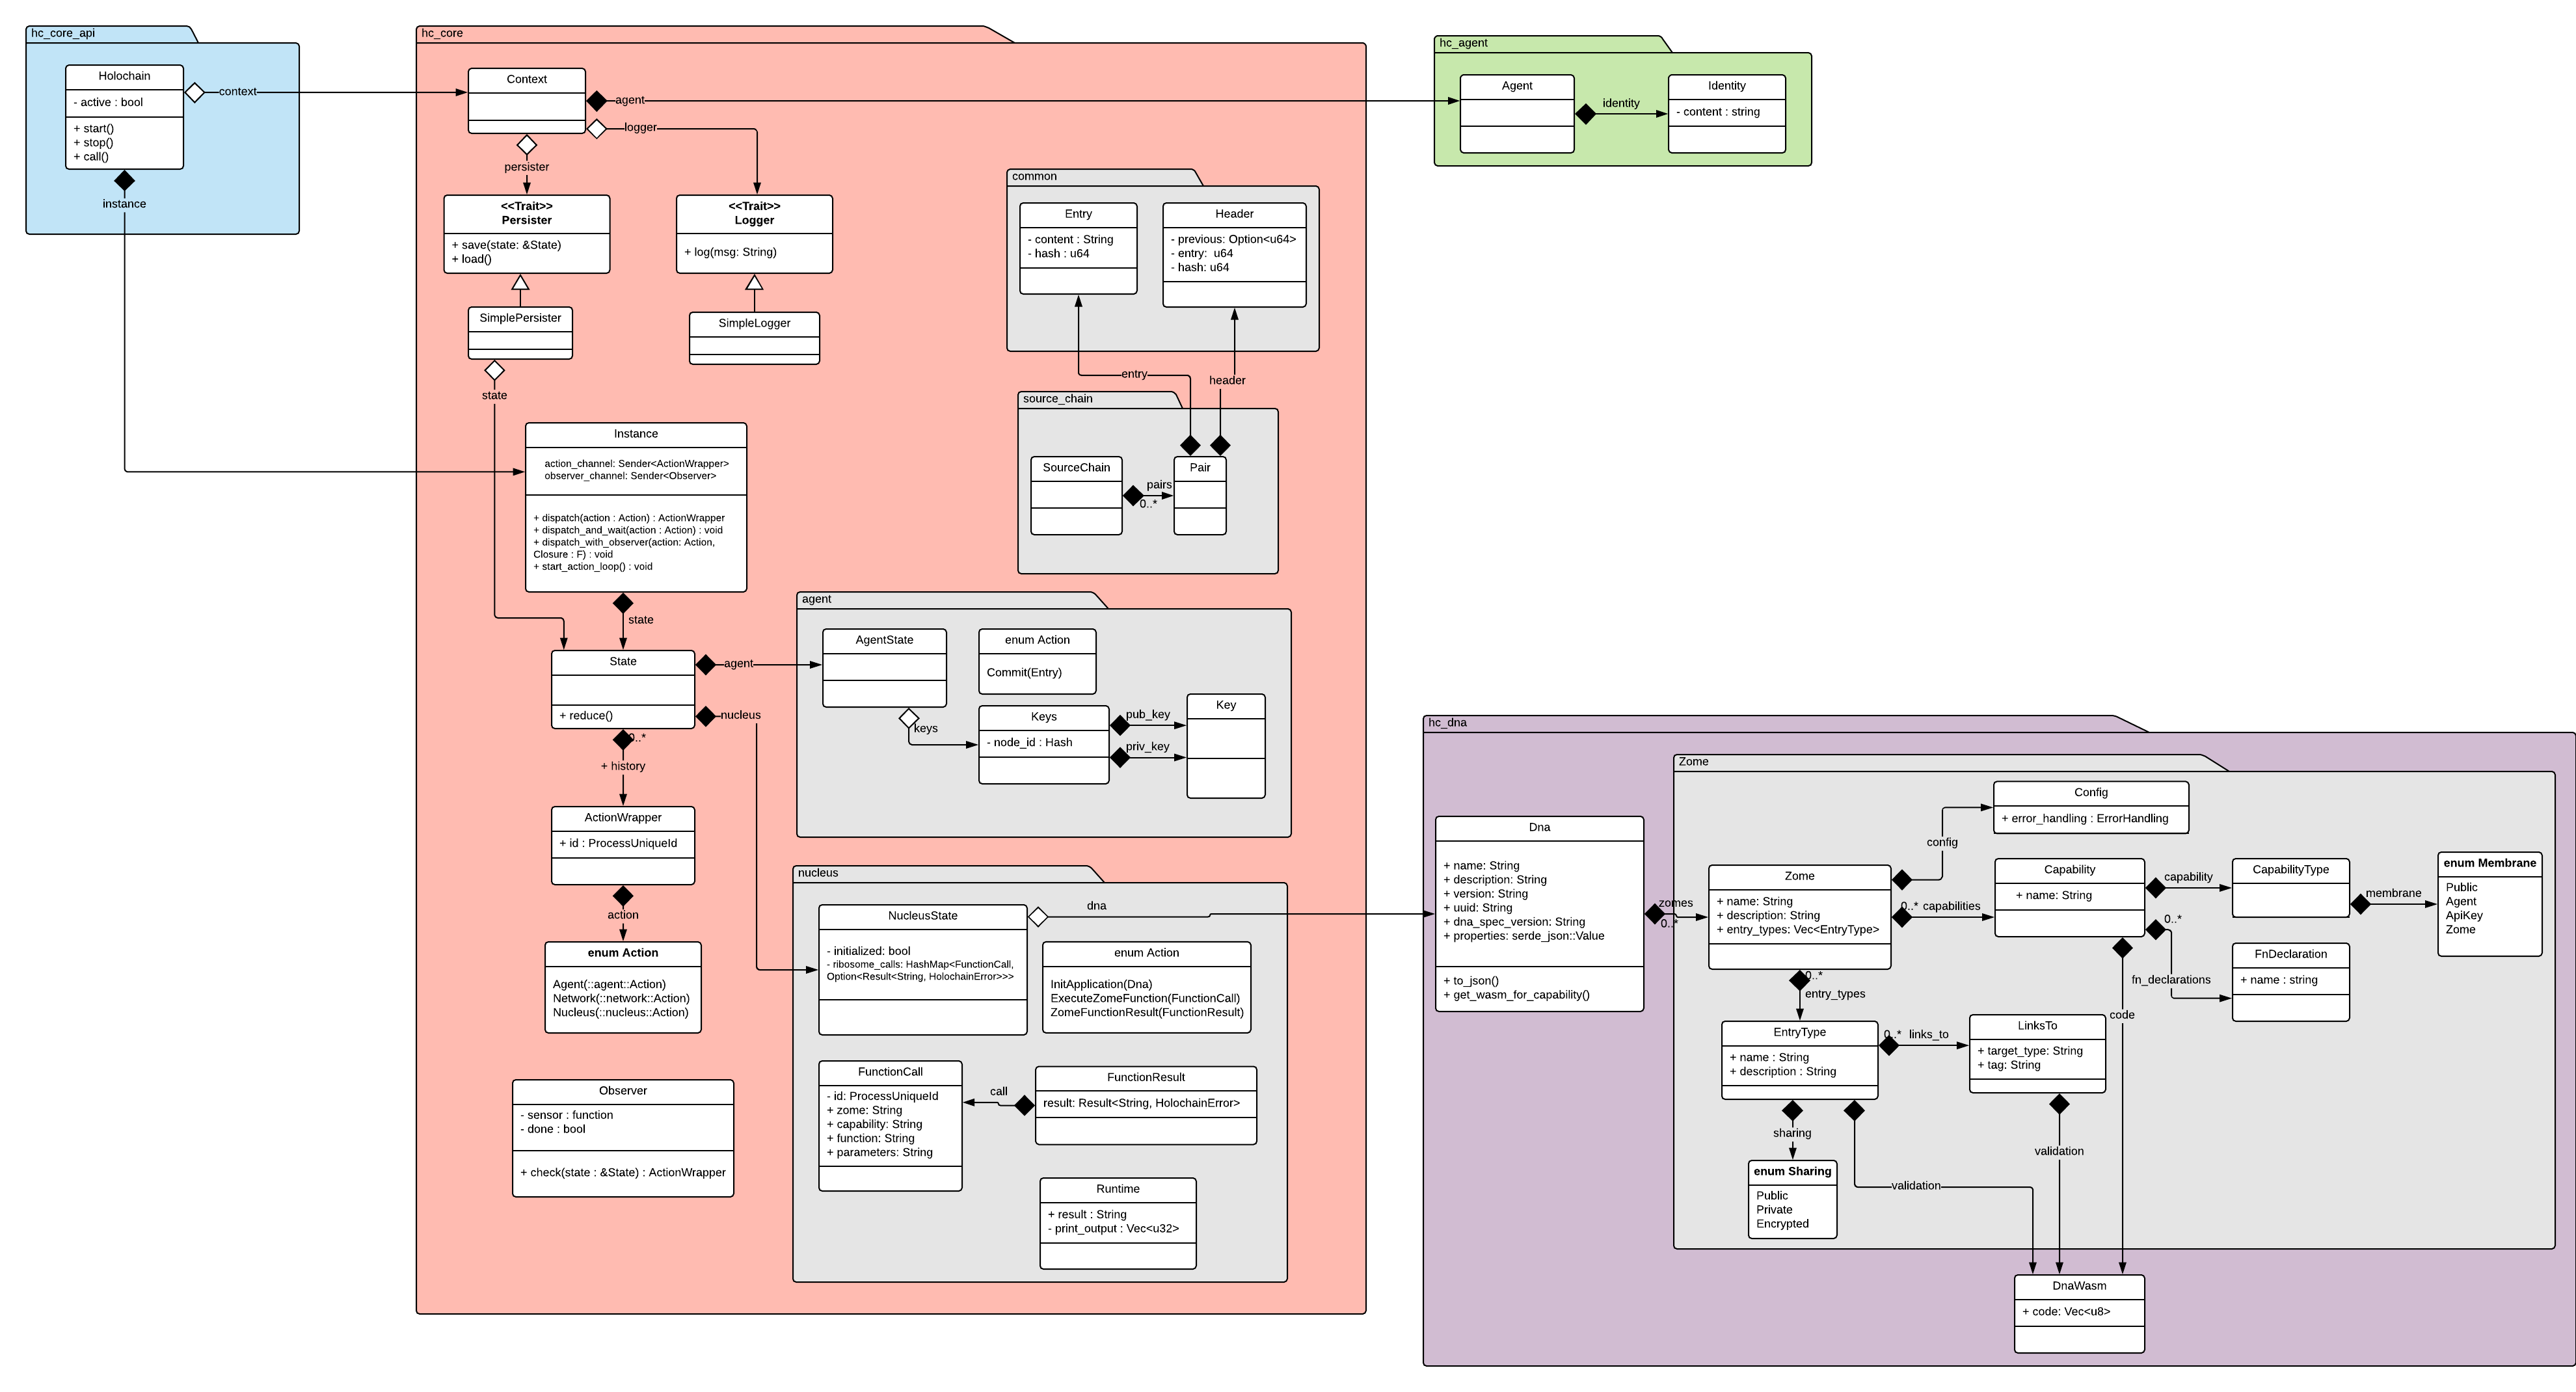 hc_core_api
Holochain
- active : bool
+ start()
+ stop()
+ call()
context
instance
hc_core
Context
agent
logger
persister
<<Trait>>
Persister
+ save(state: &State)
+ load()
<<Trait>>
Logger
+ log(msg: String)
SimplePersister
SimpleLogger
state
Instance
action_channel: Sender<ActionWrapper>
observer_channel: Sender<Observer>
+ dispatch(action : Action) : ActionWrapper
+ dispatch_and_wait(action : Action) : void
+ dispatch_with_observer(action: Action,
Closure : F) : void
+ start_action_loop() : void
state
State
+ reduce()
agent
nucleus
0..*
+ history
ActionWrapper
+ id : ProcessUniqueId
action
enum Action
Agent(::agent::Action)
Network(::network::Action)
Nucleus(::nucleus::Action)
Observer
- sensor : function
- done : bool
+ check(state : &State) : ActionWrapper
common
Entry
- content : String
- hash : u64
Header
- previous: Option<u64>
- entry:  u64
- hash: u64
entry
header
source_chain
SourceChain
pairs
0..*
Pair
agent
AgentState
keys
enum Action
Commit(Entry)
Keys
- node_id : Hash
pub_key
priv_key
Key
nucleus
NucleusState
- initialized: bool
- ribosome_calls: HashMap<FunctionCall,
Option<Result<String, HolochainError>>>
dna
enum Action
InitApplication(Dna)
ExecuteZomeFunction(FunctionCall)
ZomeFunctionResult(FunctionResult)
FunctionCall
- id: ProcessUniqueId
+ zome: String
+ capability: String
+ function: String
+ parameters: String
call
FunctionResult
result: Result<String, HolochainError>
Runtime
+ result : String
- print_output : Vec<u32>
hc_agent
Agent
identity
Identity
- content : string
hc_dna
Dna
+ name: String
+ description: String
+ version: String
+ uuid: String
+ dna_spec_version: String
+ properties: serde_json::Value
+ to_json()
+ get_wasm_for_capability()
zomes
0..*
Zome
Zome
+ name: String
+ description: String
+ entry_types: Vec<EntryType>
config
Config
+ error_handling : ErrorHandling
0..*
capabilities
Capability
+ name: String
capability
CapabilityType
membrane
enum Membrane
Public
Agent
ApiKey
Zome
0..*
fn_declarations
FnDeclaration
+ name : string
code
0..*
entry_types
EntryType
+ name : String
+ description : String
0..*
links_to
LinksTo
+ target_type: String
+ tag: String
sharing
enum Sharing
Public
Private
Encrypted
validation
validation
DnaWasm
+ code: Vec<u8>